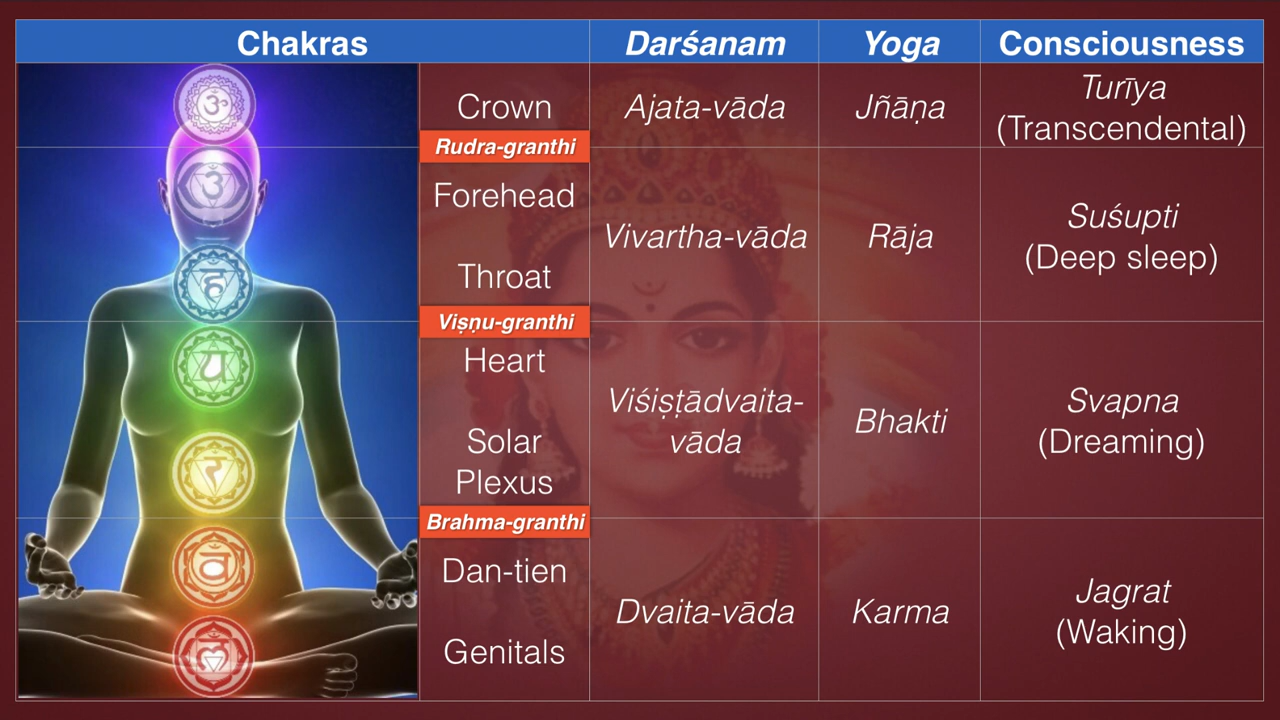 Chakras Darśanam Yoga Consciousness
ॐ
Crown Ajata-vāda Jñāṇa Turīya
(Transcendental)
Rudra-granthi
Forehead
Vivartha-vāda Rāja Suśupti
(Deep sleep)
Throat
हं
Viṣṇu-granthi
Heart
यं
Viśiṣṭādvaita-
vāda Bhakti Svapna
(Dreaming)
Solar
Plexus
रं
Brahma-granthi
Dan-tien
वं
Dvaita-vāda Karma Jagrat
(Waking)
Genitals